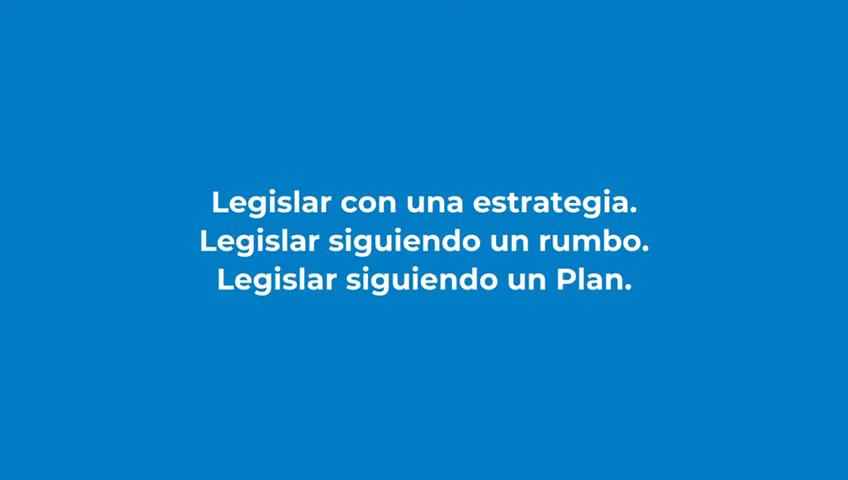 Legislar con una estrategia.
Legislar siguiendo un rumbo.
Legislar siguiendo un Plan.